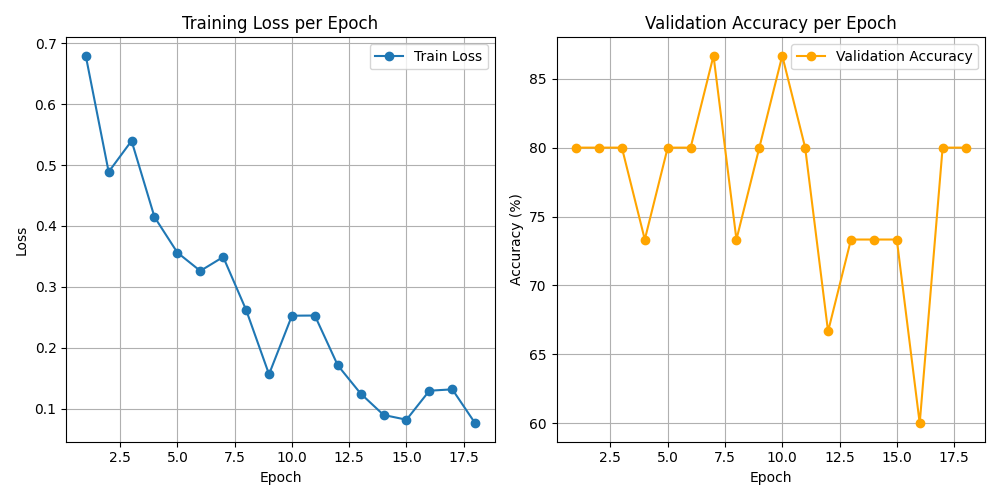 Training Loss per Epoch
0.7
0.6
0.5
0.4
0.3
0.2
0.1
Loss
Train Loss
2.5 5.0 7.5 10.0 12.5 15.0 17.5
Epoch
Validation Accuracy per Epoch
85
80
75
70
65
60
Accuracy (%)
Validation Accuracy
2.5 5.0 7.5 10.0 12.5 15.0 17.5
Epoch